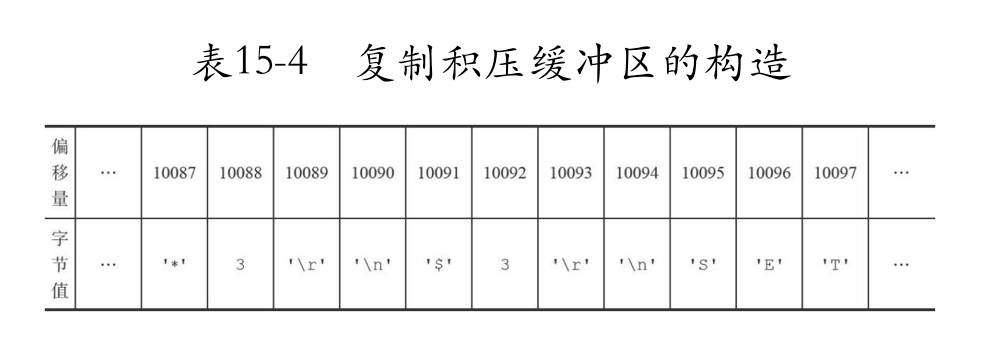 表15-4 复制积压缓冲区的构造
偏移量 … 10087 10088 10089 10090 10091 10092 10093 10094 10095 10096 10097 …
字节值 … '*' 3 '\r' '\n' '$' 3 '\r' '\n' 'S' 'E' 'T' …